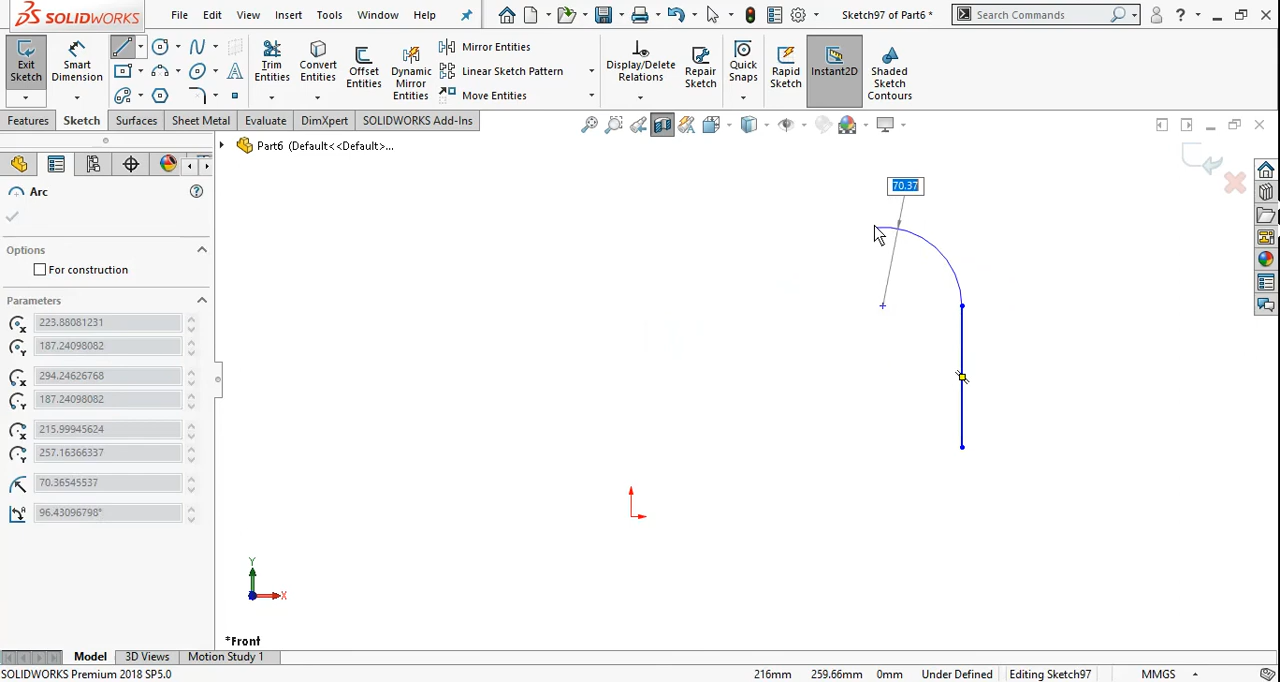 SOLIDWORKS File Edit View Insert Tools Window Help Sketch97 of Part6 * Search Commands ?
Exit Sketch
Smart Dimension
Trim Entities
Convert Entities
Offset Entities
Dynamic Mirror Entities
Mirror Entities
Linear Sketch Pattern
Move Entities
Display/Delete Relations
Repair Sketch
Quick Snaps
Rapid Sketch
Instant2D
Shaded Sketch Contours
Features Sketch Surfaces Sheet Metal Evaluate DimXpert SOLIDWORKS Add-Ins
Part6 (Default<<Default>...
Arc ?
Options
For construction
Parameters
223.88081231
187.24098082
294.24626768
187.24098082
215.99945624
257.16366337
70.36545537
96.43096798°
70.37
Y
X
*Front
Model 3D Views Motion Study 1
SOLIDWORKS Premium 2018 SP5.0 216mm 259.66mm 0mm Under Defined Editing Sketch97 MMGS